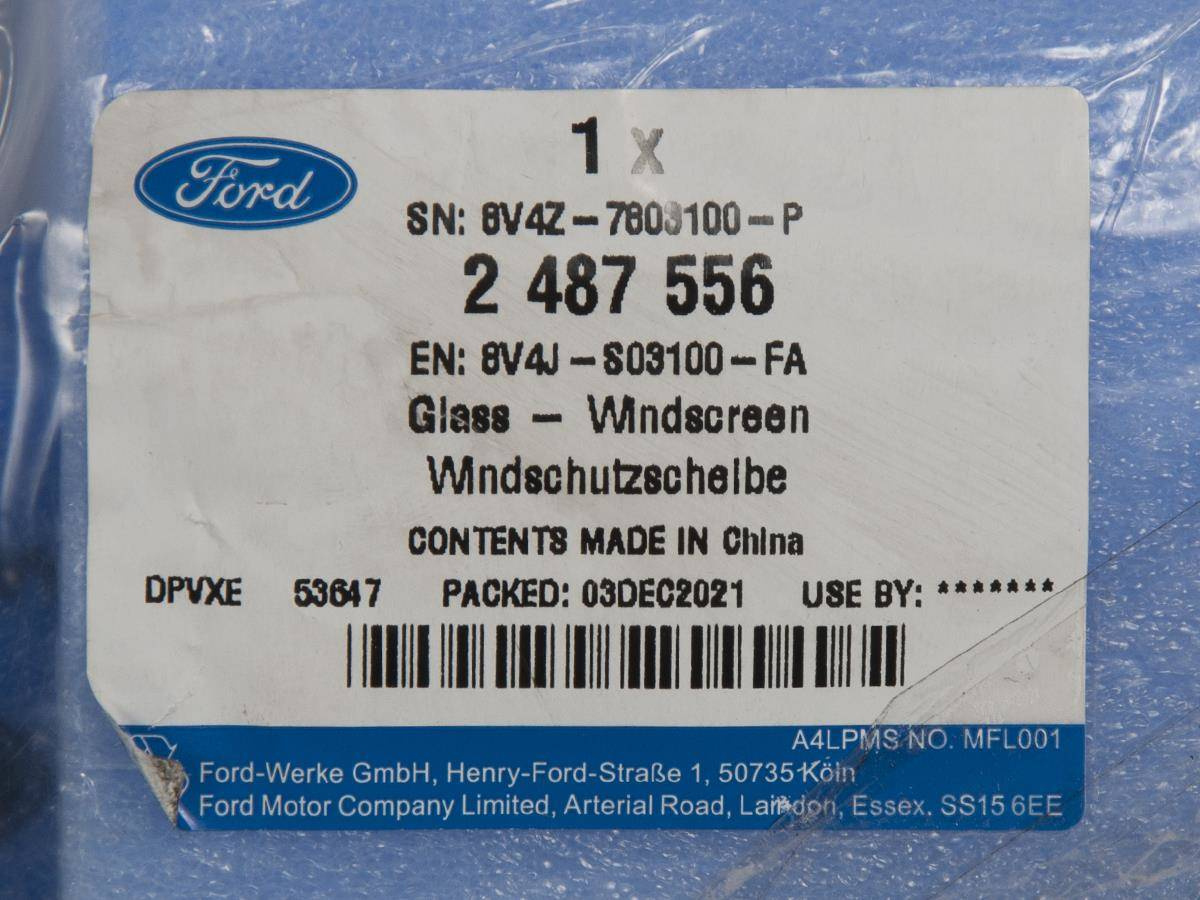 Ford
1 x
SN: 8V4Z-7803100-P
2 487 556
EN: 8V4J-S03100-FA
Glass - Windscreen
Windschutzscheibe
CONTENTS MADE IN China
DPVXE 53647 PACKED: 03DEC2021 USE BY: *******
A4LPMS NO. MFL001
Ford-Werke GmbH, Henry-Ford-Straße 1, 50735 Köln
Ford Motor Company Limited, Arterial Road, Laindon, Essex. SS15 6EE